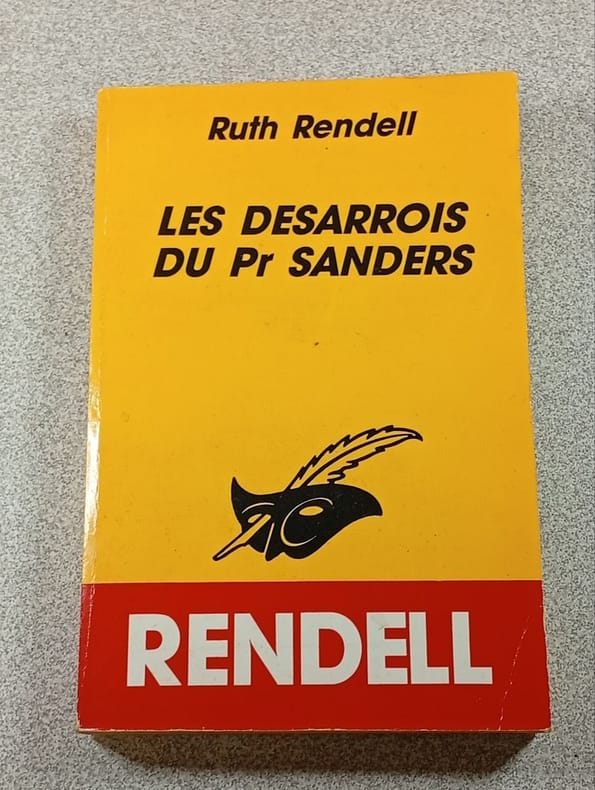 Ruth Rendell
LES DESARROIS
DU Pr SANDERS
RENDELL